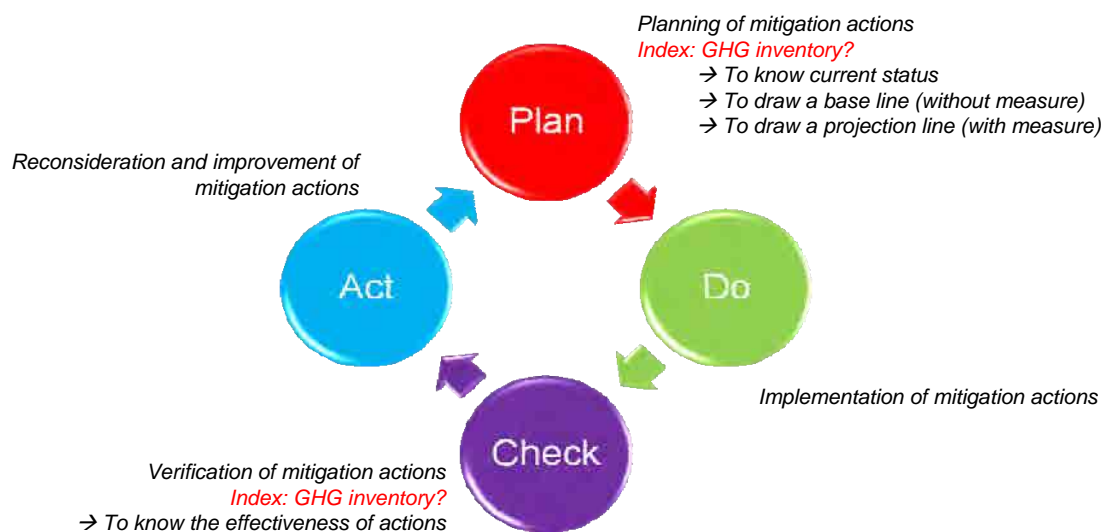 Planning of mitigation actions
Index: GHG inventory?
→ To know current status
→ To draw a base line (without measure)
→ To draw a projection line (with measure)
Plan
Reconsideration and improvement of
mitigation actions
Act
Do
Implementation of mitigation actions
Check
Verification of mitigation actions
Index: GHG inventory?
→ To know the effectiveness of actions